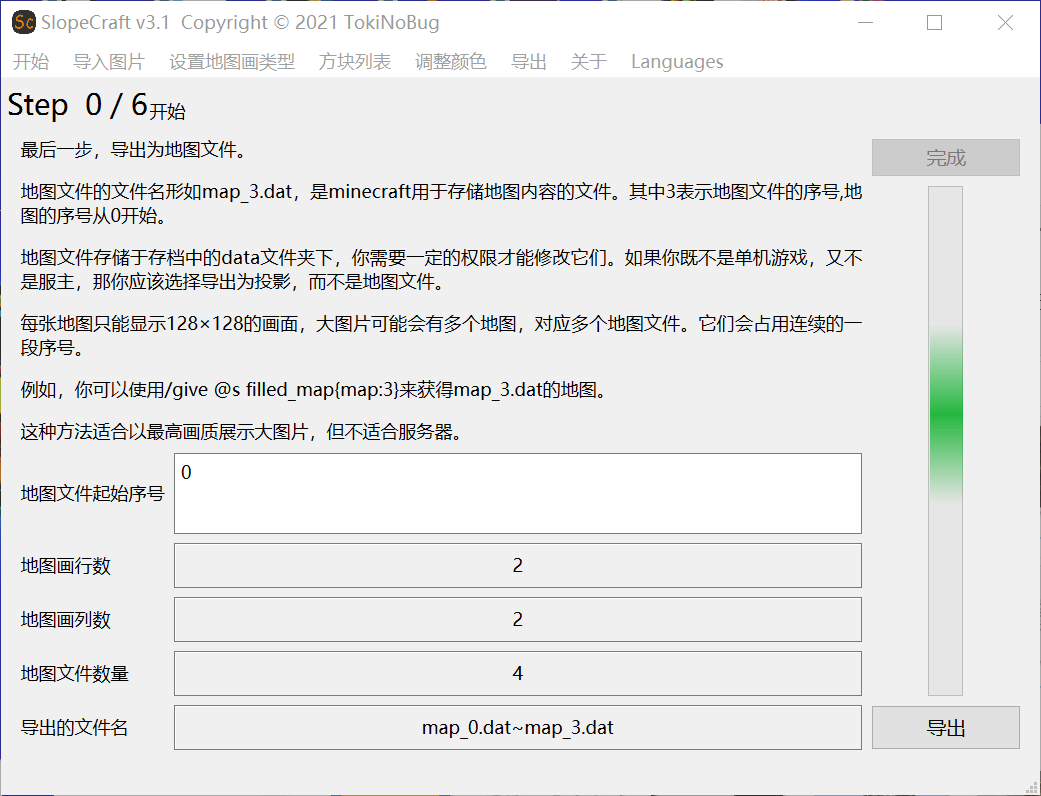 Sc SlopeCraft v3.1 Copyright © 2021 TokiNoBug
开始 导入图片 设置地图画类型 方块列表 调整颜色 导出 关于 Languages
Step 0 / 6开始
最后一步，导出为地图文件。
完成
地图文件的文件名形如map_3.dat，是minecraft用于存储地图内容的文件。其中3表示地图文件的序号,地
图的序号从0开始。
地图文件存储于存档中的data文件夹下，你需要一定的权限才能修改它们。如果你既不是单机游戏，又不
是服主，那你应该选择导出为投影，而不是地图文件。
每张地图只能显示128×128的画面，大图片可能会有多个地图，对应多个地图文件。它们会占用连续的一
段序号。
例如，你可以使用/give @s filled_map{map:3}来获得map_3.dat的地图。
这种方法适合以最高画质展示大图片，但不适合服务器。
地图文件起始序号 0
地图画行数 2
地图画列数 2
地图文件数量 4
导出的文件名 map_0.dat~map_3.dat
导出